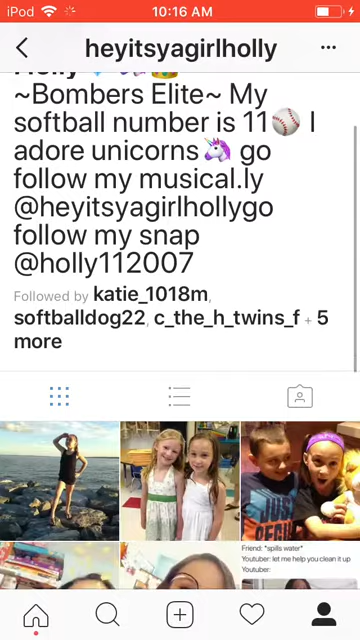 iPod 10:16 AM
heyitsyagirlholly
Holly
~Bombers Elite~ My
softball number is 11⚾ I
adore unicorns🦄 go
follow my musical.ly
@heyitsyagirlhollygo
follow my snap
@holly112007
Followed by katie_1018m,
softballdog22, c_the_h_twins_f + 5
more
JUST
Friend: *spills water*
Youtuber: let me help you clean it up
Youtuber: